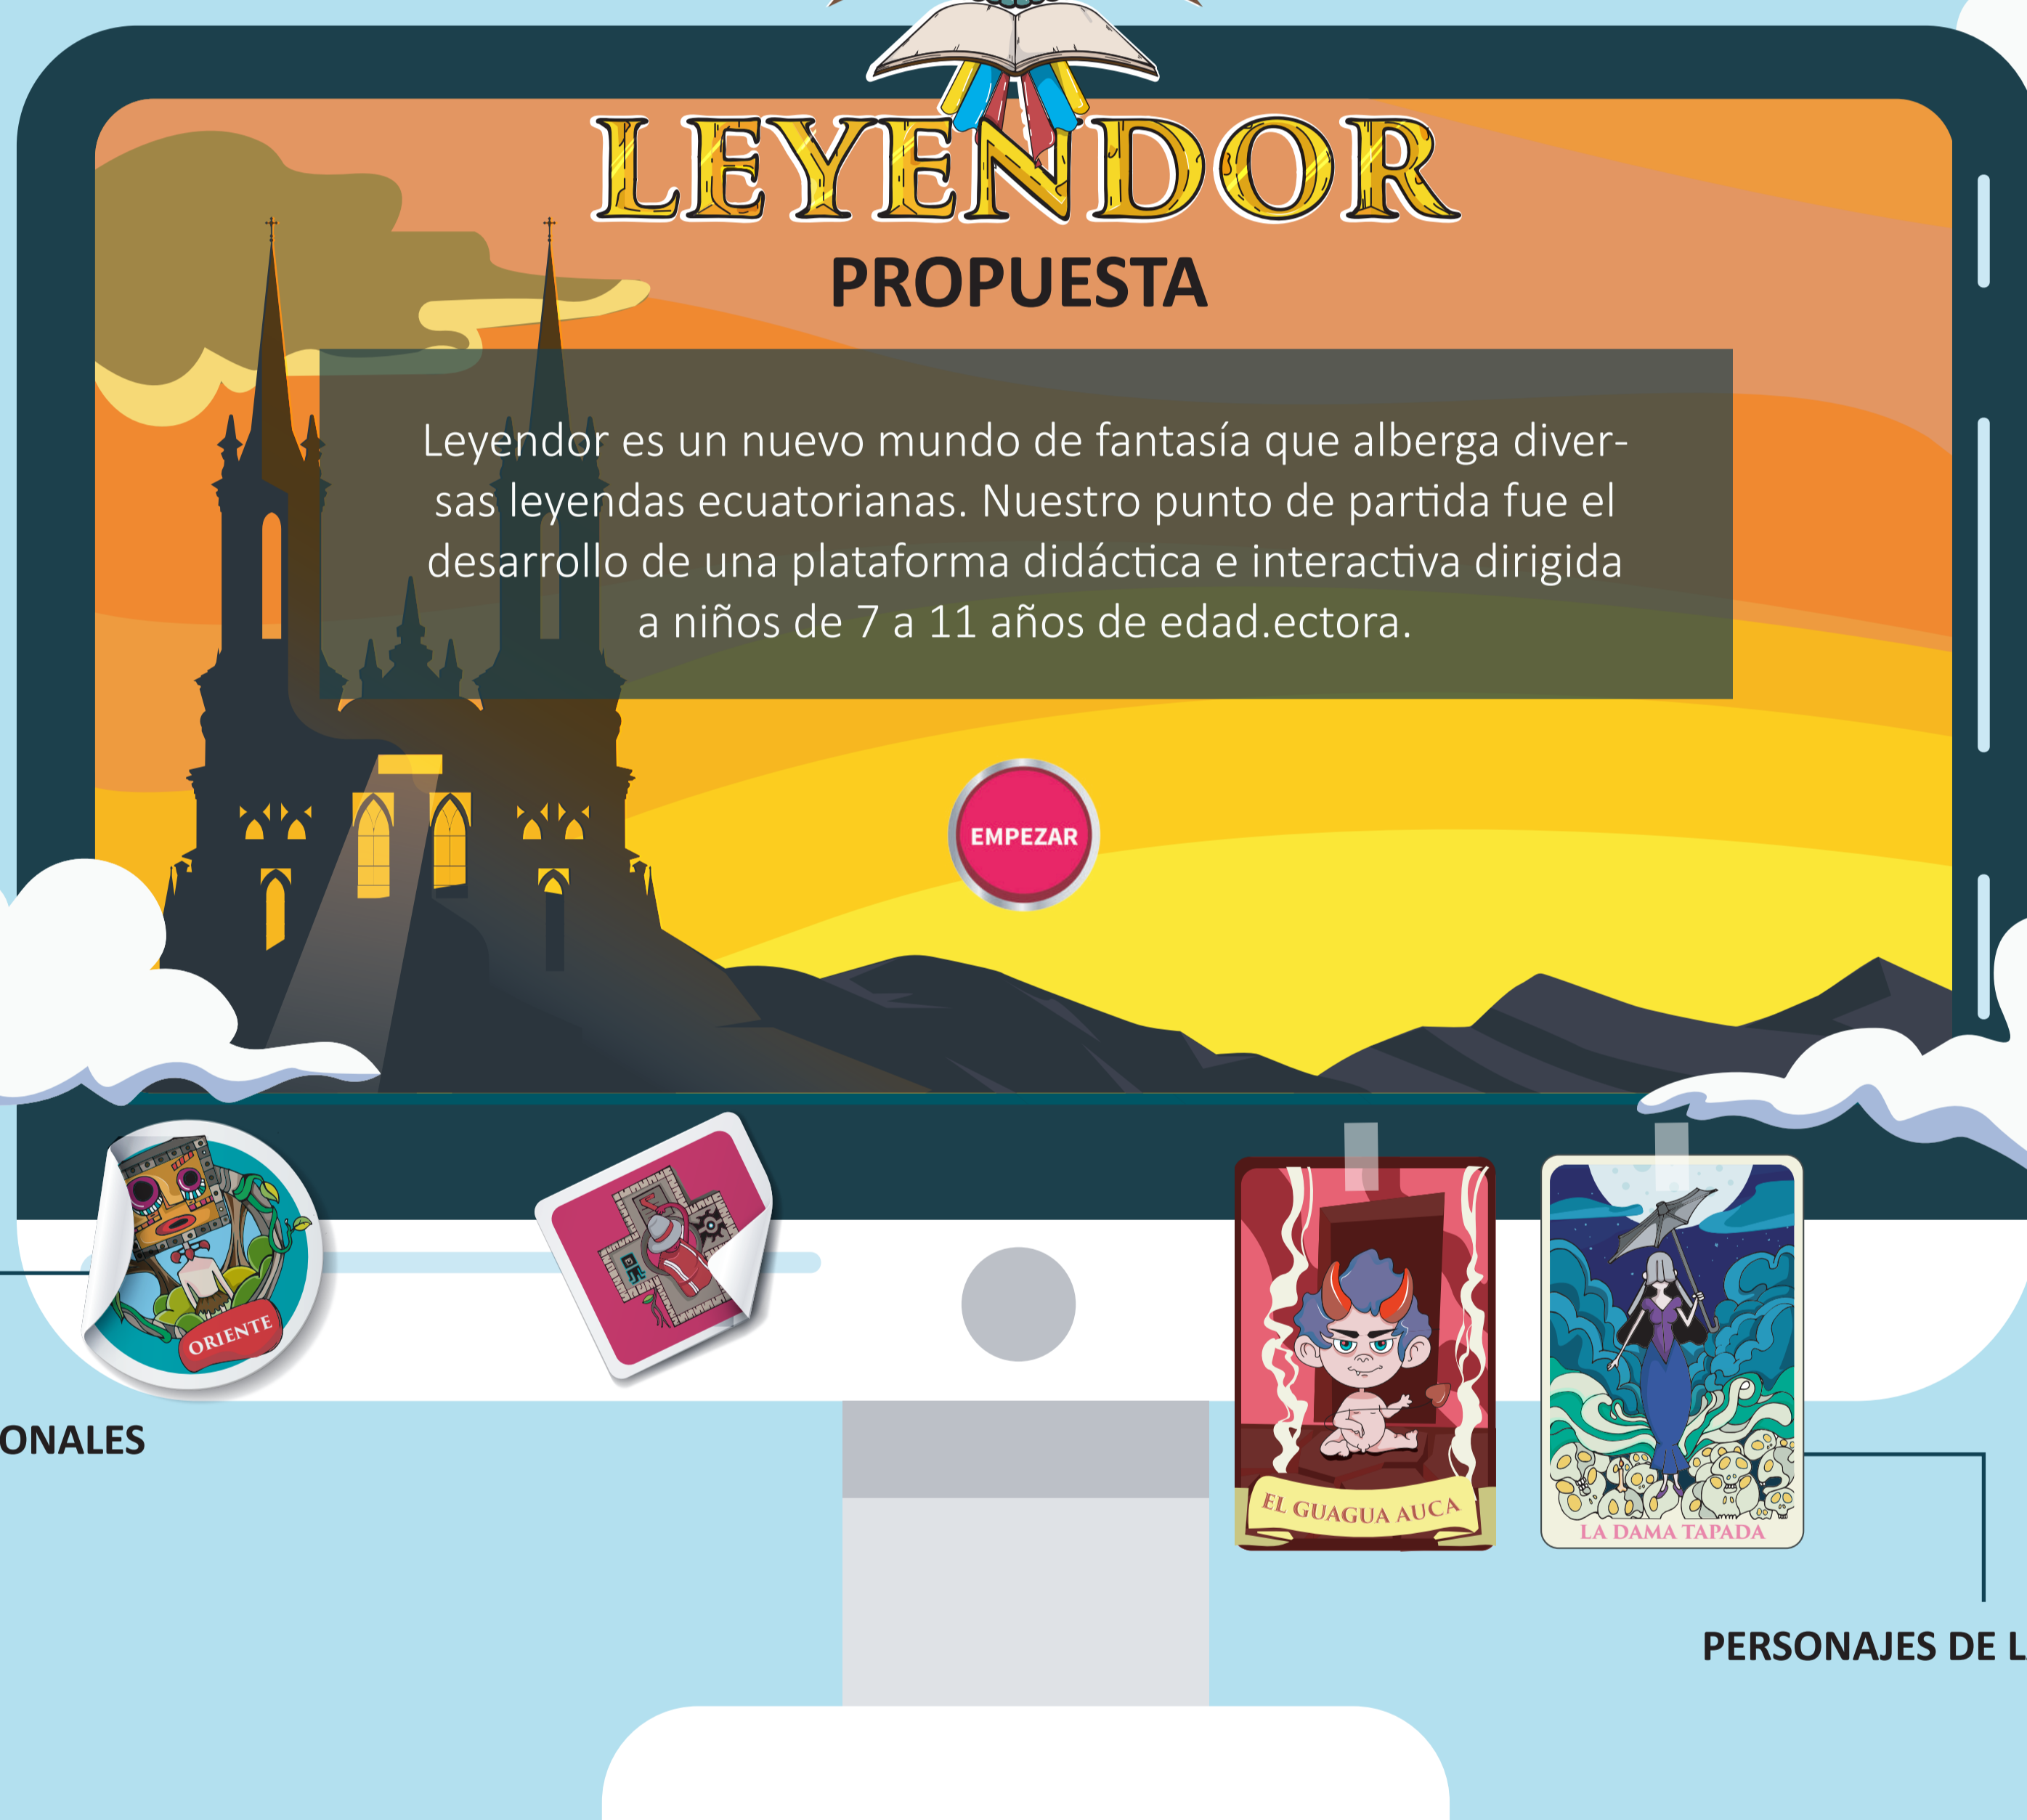 LEYENDOR
PROPUESTA
Leyendor es un nuevo mundo de fantasía que alberga diver-
sas leyendas ecuatorianas. Nuestro punto de partida fue el
desarrollo de una plataforma didáctica e interactiva dirigida
a niños de 7 a 11 años de edad.ectora.
EMPEZAR
ORIENTE
ONALES
EL GUAGUA AUCA
LA DAMA TAPADA
PERSONAJES DE L